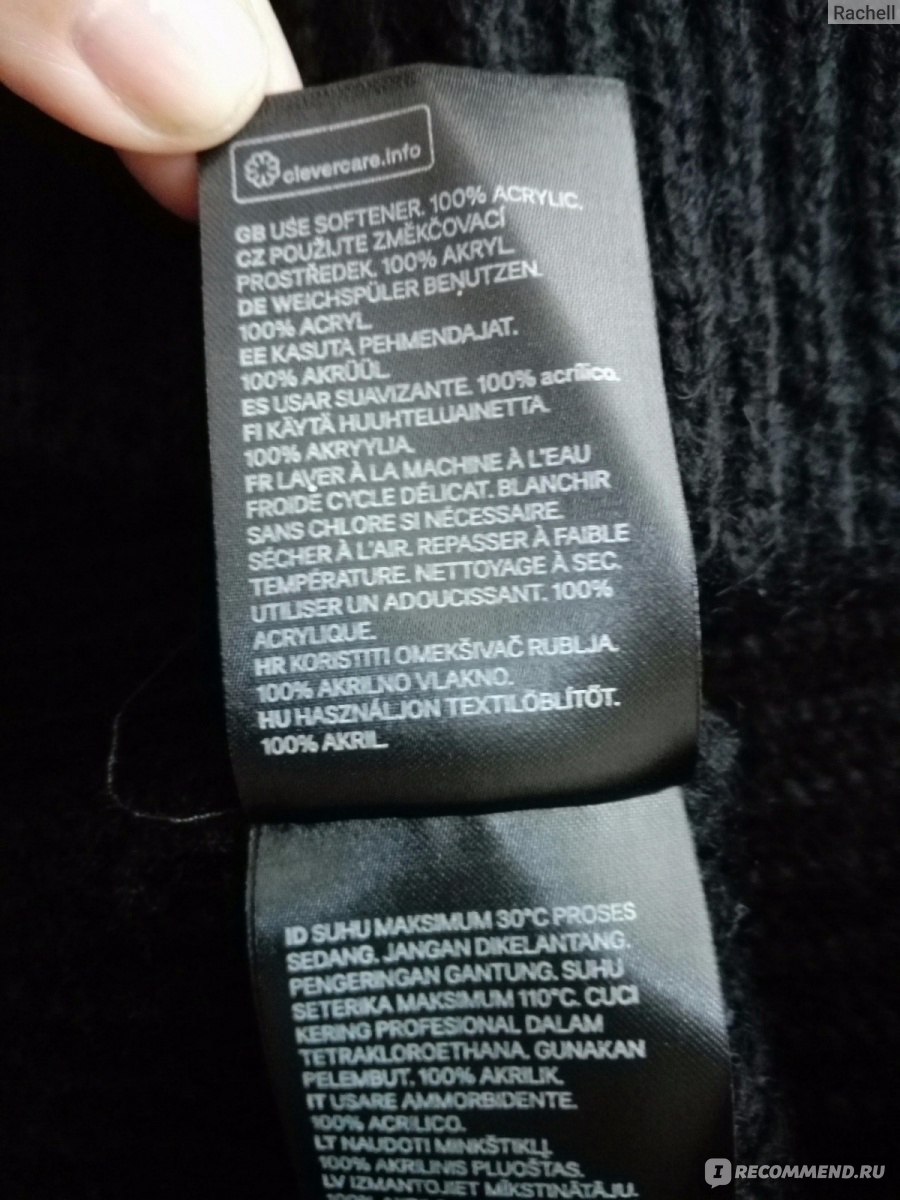 Rachell
clevercare.info
GB USE SOFTENER. 100% ACRYLIC.
CZ POUŽIJTE ZMĚKČOVACÍ
PROSTŘEDEK. 100% AKRYL.
DE WEICHSPÜLER BENUTZEN.
100% ACRYL.
EE KASUTA PEHMENDAJAT.
100% AKRÜÜL.
ES USAR SUAVIZANTE. 100% acrílico.
FI KÄYTÄ HUUHTELUAINETTA.
100% AKRYYLIA.
FR LAVER À LA MACHINE À L'EAU
FROIDE CYCLE DÉLICAT. BLANCHIR
SANS CHLORE SI NÉCESSAIRE.
SÉCHER À L'AIR. REPASSER À FAIBLE
TEMPÉRATURE. NETTOYAGE À SEC.
UTILISER UN ADOUCISSANT. 100%
ACRYLIQUE.
HR KORISTITI OMEKŠIVAČ RUBLJA.
100% AKRILNO VLAKNO.
HU HASZNÁLJON TEXTILÖBLÍTŐT.
100% AKRIL.
ID SUHU MAKSIMUM 30°C PROSES
SEDANG. JANGAN DIKELANTANG.
PENGERINGAN GANTUNG. SUHU
SETERIKA MAKSIMUM 110°C. CUCI
KERING PROFESIONAL DALAM
TETRAKLOROETHANA. GUNAKAN
PELEMBUT. 100% AKRILIK.
IT USARE AMMORBIDENTE.
100% ACRILICO.
LT NAUDOTI MINKŠTIKLĮ.
100% AKRILINIS PLUOŠTAS.
LV IZMANTOJIET MĪKSTINĀTĀJU.
IRECOMMEND.RU